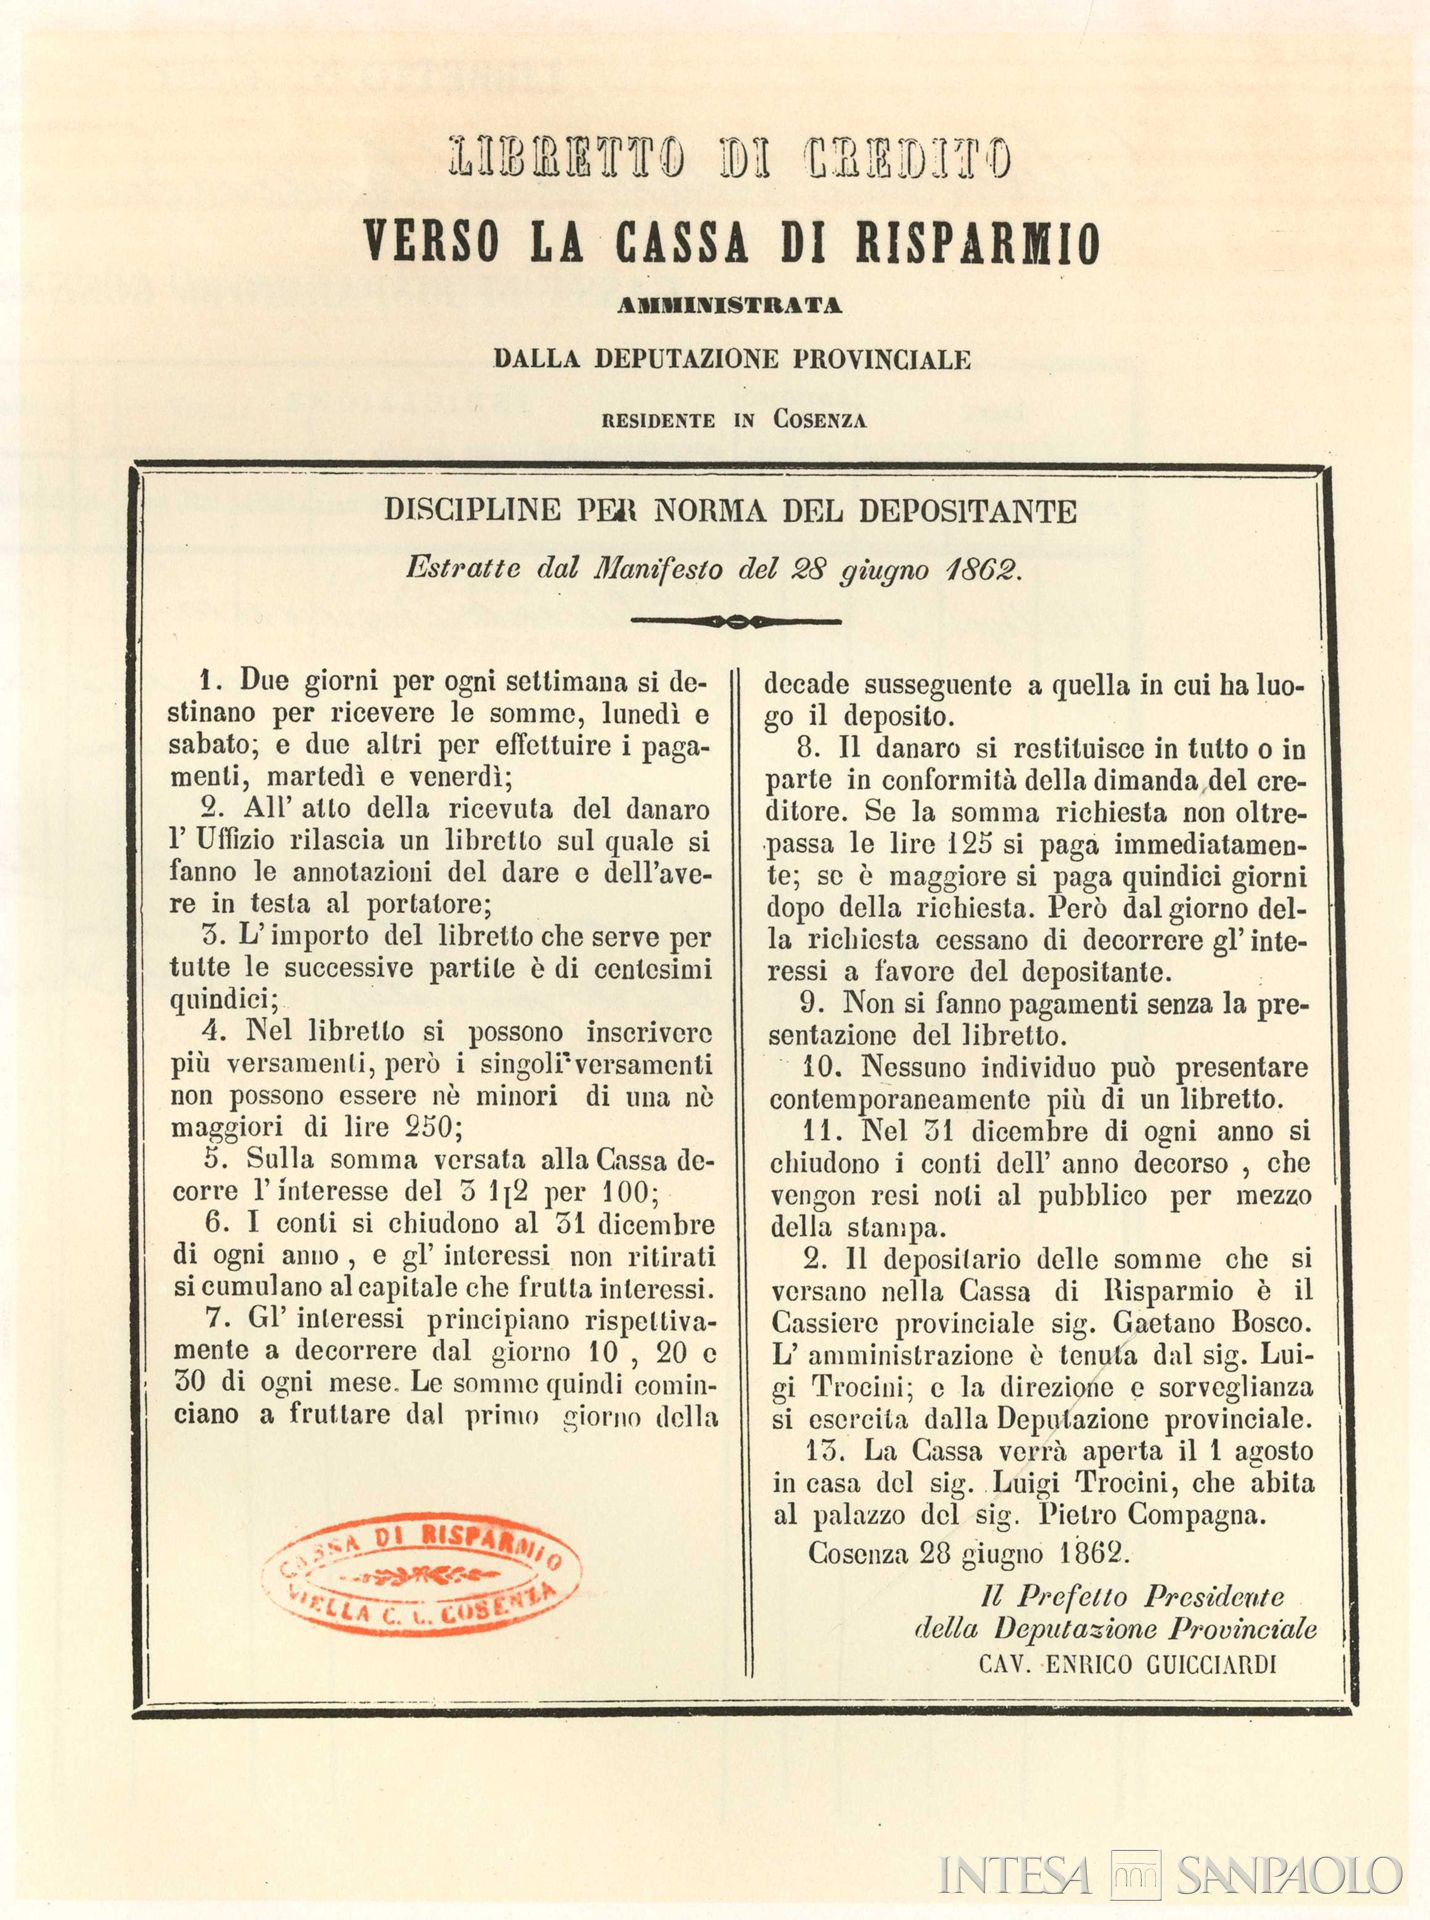 LIBRETTO DI CREDITO
VERSO LA CASSA DI RISPARMIO
AMMINISTRATA
DALLA DEPUTAZIONE PROVINCIALE
RESIDENTE IN COSENZA
DISCIPLINE PER NORMA DEL DEPOSITANTE
Estratte dal Manifesto del 28 giugno 1862.
1. Due giorni per ogni settimana si de-
stinano per ricevere le somme, lunedì e
sabato; e due altri per effettuire i paga-
menti, martedì e venerdì;
2. All' atto della ricevuta del danaro
l' Uffizio rilascia un libretto sul quale si
fanno le annotazioni del dare e dell'ave-
re in testa al portatore;
3. L'importo del libretto che serve per
tutte le successive partite è di centesimi
quindici;
4. Nel libretto si possono inscrivere
più versamenti, però i singoli versamenti
non possono essere nè minori di una nè
maggiori di lire 250;
5. Sulla somma versata alla Cassa de-
corre l'interesse del 3 1[2 per 100;
6. I conti si chiudono al 31 dicembre
di ogni anno, e gl' interessi non ritirati
si cumulano al capitale che frutta interessi.
7. Gl' interessi principiano rispettiva-
mente a decorrere dal giorno 10, 20 e
30 di ogni mese. Le somme quindi comin-
ciano a fruttare dal primo giorno della
decade susseguente a quella in cui ha luo-
go il deposito.
8. Il danaro si restituisce in tutto o in
parte in conformità della dimanda del cre-
ditore. Se la somma richiesta non oltre-
passa le lire 125 si paga immediatamen-
te; se è maggiore si paga quindici giorni
dopo della richiesta. Però dal giorno del-
la richiesta cessano di decorrere gl' inte-
ressi a favore del depositante.
9. Non si fanno pagamenti senza la pre-
sentazione del libretto.
10. Nessuno individuo può presentare
contemporaneamente più di un libretto.
11. Nel 31 dicembre di ogni anno si
chiudono i conti dell' anno decorso, che
vengon resi noti al pubblico per mezzo
della stampa.
2. Il depositario delle somme che si
versano nella Cassa di Risparmio è il
Cassiere provinciale sig. Gaetano Bosco.
L' amministrazione è tenuta dal sig. Lui-
gi Trocini; e la direzione e sorveglianza
si esercita dalla Deputazione provinciale.
13. La Cassa verrà aperta il 1 agosto
in casa del sig. Luigi Trocini, che abita
al palazzo del sig. Pietro Compagna.
Cosenza 28 giugno 1862.
Il Prefetto Presidente
della Deputazione Provinciale
CAV. ENRICO GUICCIARDI
CASSA DI RISPARMIO
DELLA C. C. COSENZA
INTESA SANPAOLO